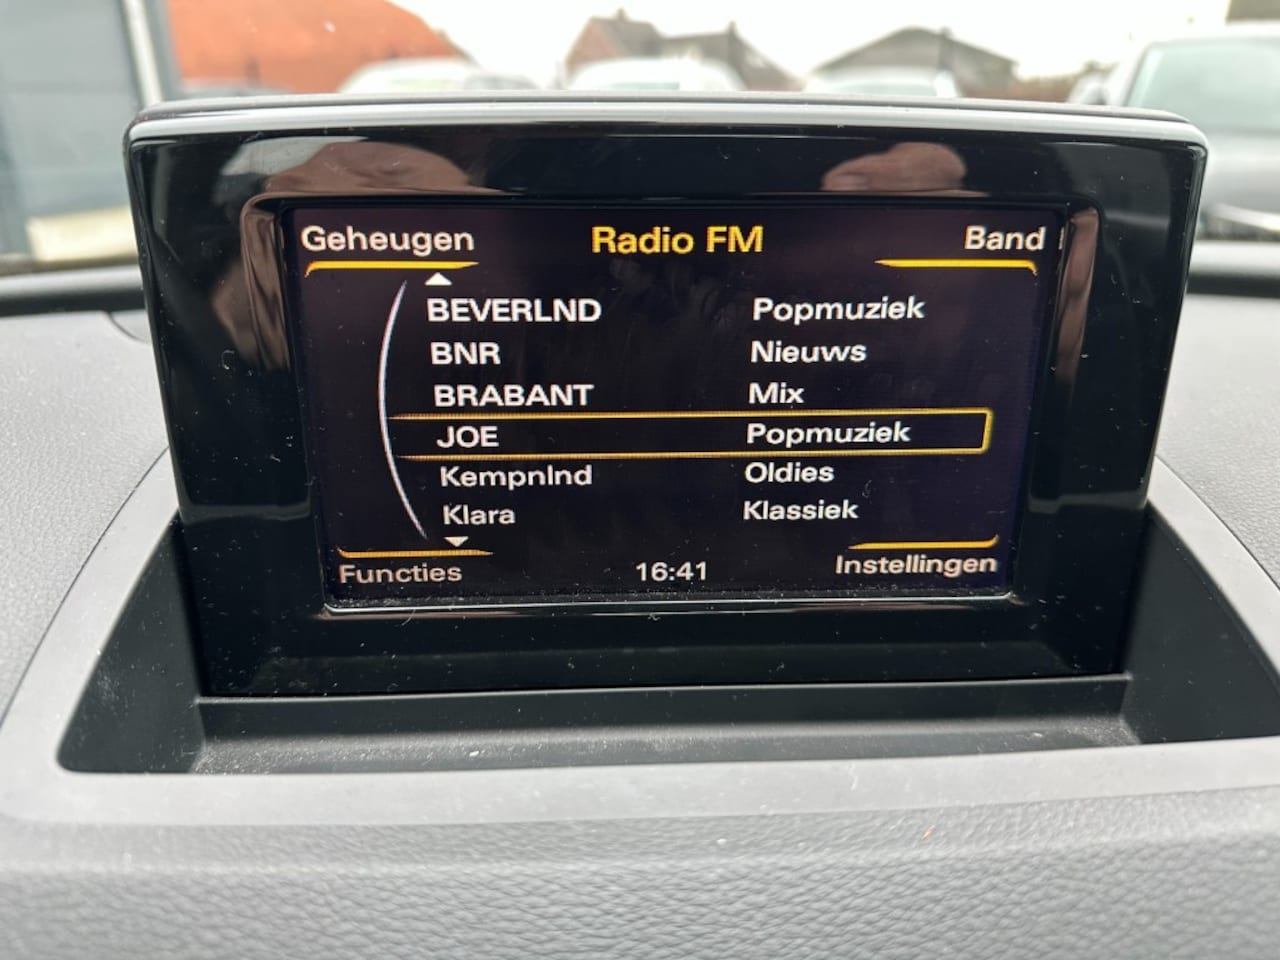 Geheugen Radio FM Band
BEVERLND Popmuziek
BNR Nieuws
BRABANT Mix
JOE Popmuziek
Kempnlnd Oldies
Klara Klassiek
Functies 16:41 Instellingen